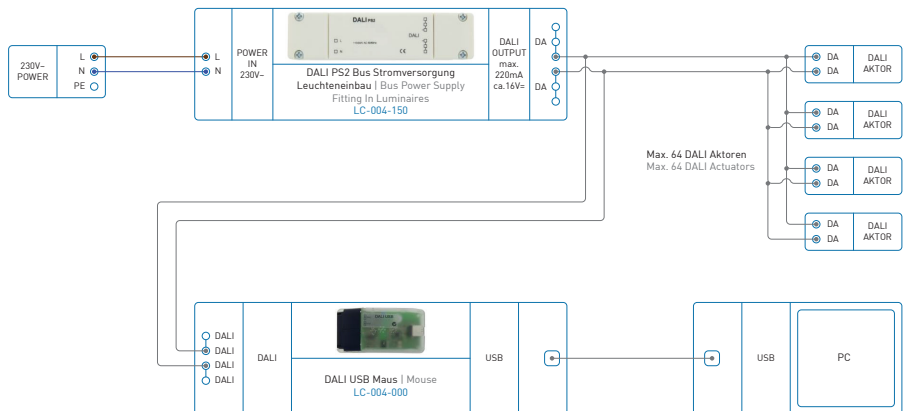 230V~
POWER
L
N
PE
L
N
POWER
IN
230V~
DALI PS2
DALI
DALI PS2 Bus Stromversorgung
Leuchteneinbau | Bus Power Supply
Fitting In Luminaires
LC-004-150
DALI
OUTPUT
max.
220mA
ca.16V=
DA
DA
DA
DA
DALI
AKTOR
DA
DA
DALI
AKTOR
DA
DA
DALI
AKTOR
DA
DA
DALI
AKTOR
Max. 64 DALI Aktoren
Max. 64 DALI Actuators
DALI
DALI
DALI
DALI
DALI
DALI USB
DALI USB Maus | Mouse
LC-004-000
USB
USB
PC